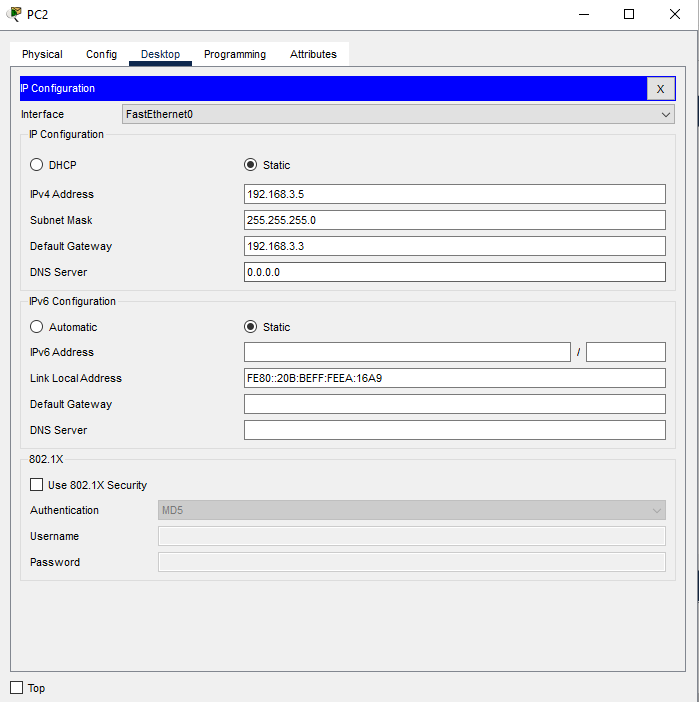 PC2
Physical Config Desktop Programming Attributes
IP Configuration X
Interface FastEthernet0
IP Configuration
DHCP Static
IPv4 Address 192.168.3.5
Subnet Mask 255.255.255.0
Default Gateway 192.168.3.3
DNS Server 0.0.0.0
IPv6 Configuration
Automatic Static
IPv6 Address /
Link Local Address FE80::20B:BEFF:FEEA:16A9
Default Gateway
DNS Server
802.1X
Use 802.1X Security
Authentication MD5
Username
Password
Top